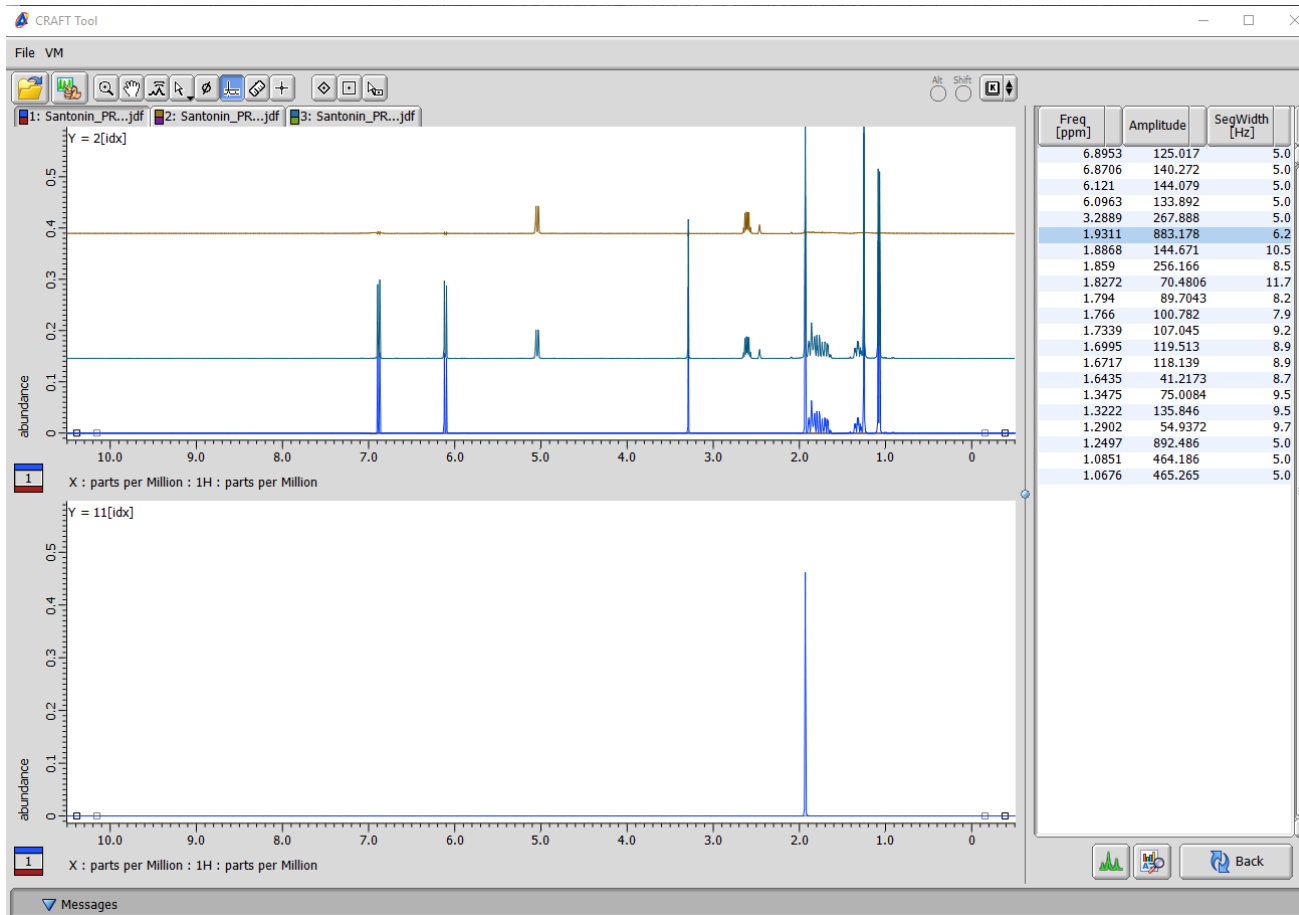 CRAFT Tool
File VM
Alt Shift
K
1: Santonin_PR...jdf 2: Santonin_PR...jdf 3: Santonin_PR...jdf
Y = 2[idx]
0.5
0.4
0.3
0.2
0.1
0
abundance
10.0 9.0 8.0 7.0 6.0 5.0 4.0 3.0 2.0 1.0 0
1
X : parts per Million : 1H : parts per Million
Y = 11[idx]
0.5
0.4
0.3
0.2
0.1
0
abundance
10.0 9.0 8.0 7.0 6.0 5.0 4.0 3.0 2.0 1.0 0
1
X : parts per Million : 1H : parts per Million
Freq [ppm] Amplitude SegWidth [Hz]
6.8953 125.017 5.0
6.8706 140.272 5.0
6.121 144.079 5.0
6.0963 133.892 5.0
3.2889 267.888 5.0
1.9311 883.178 6.2
1.8868 144.671 10.5
1.859 256.166 8.5
1.8272 70.4806 11.7
1.794 89.7043 8.2
1.766 100.782 7.9
1.7339 107.045 9.2
1.6995 119.513 8.9
1.6717 118.139 8.9
1.6435 41.2173 8.7
1.3475 75.0084 9.5
1.3222 135.846 9.5
1.2902 54.9372 9.7
1.2497 892.486 5.0
1.0851 464.186 5.0
1.0676 465.265 5.0
Back
Messages